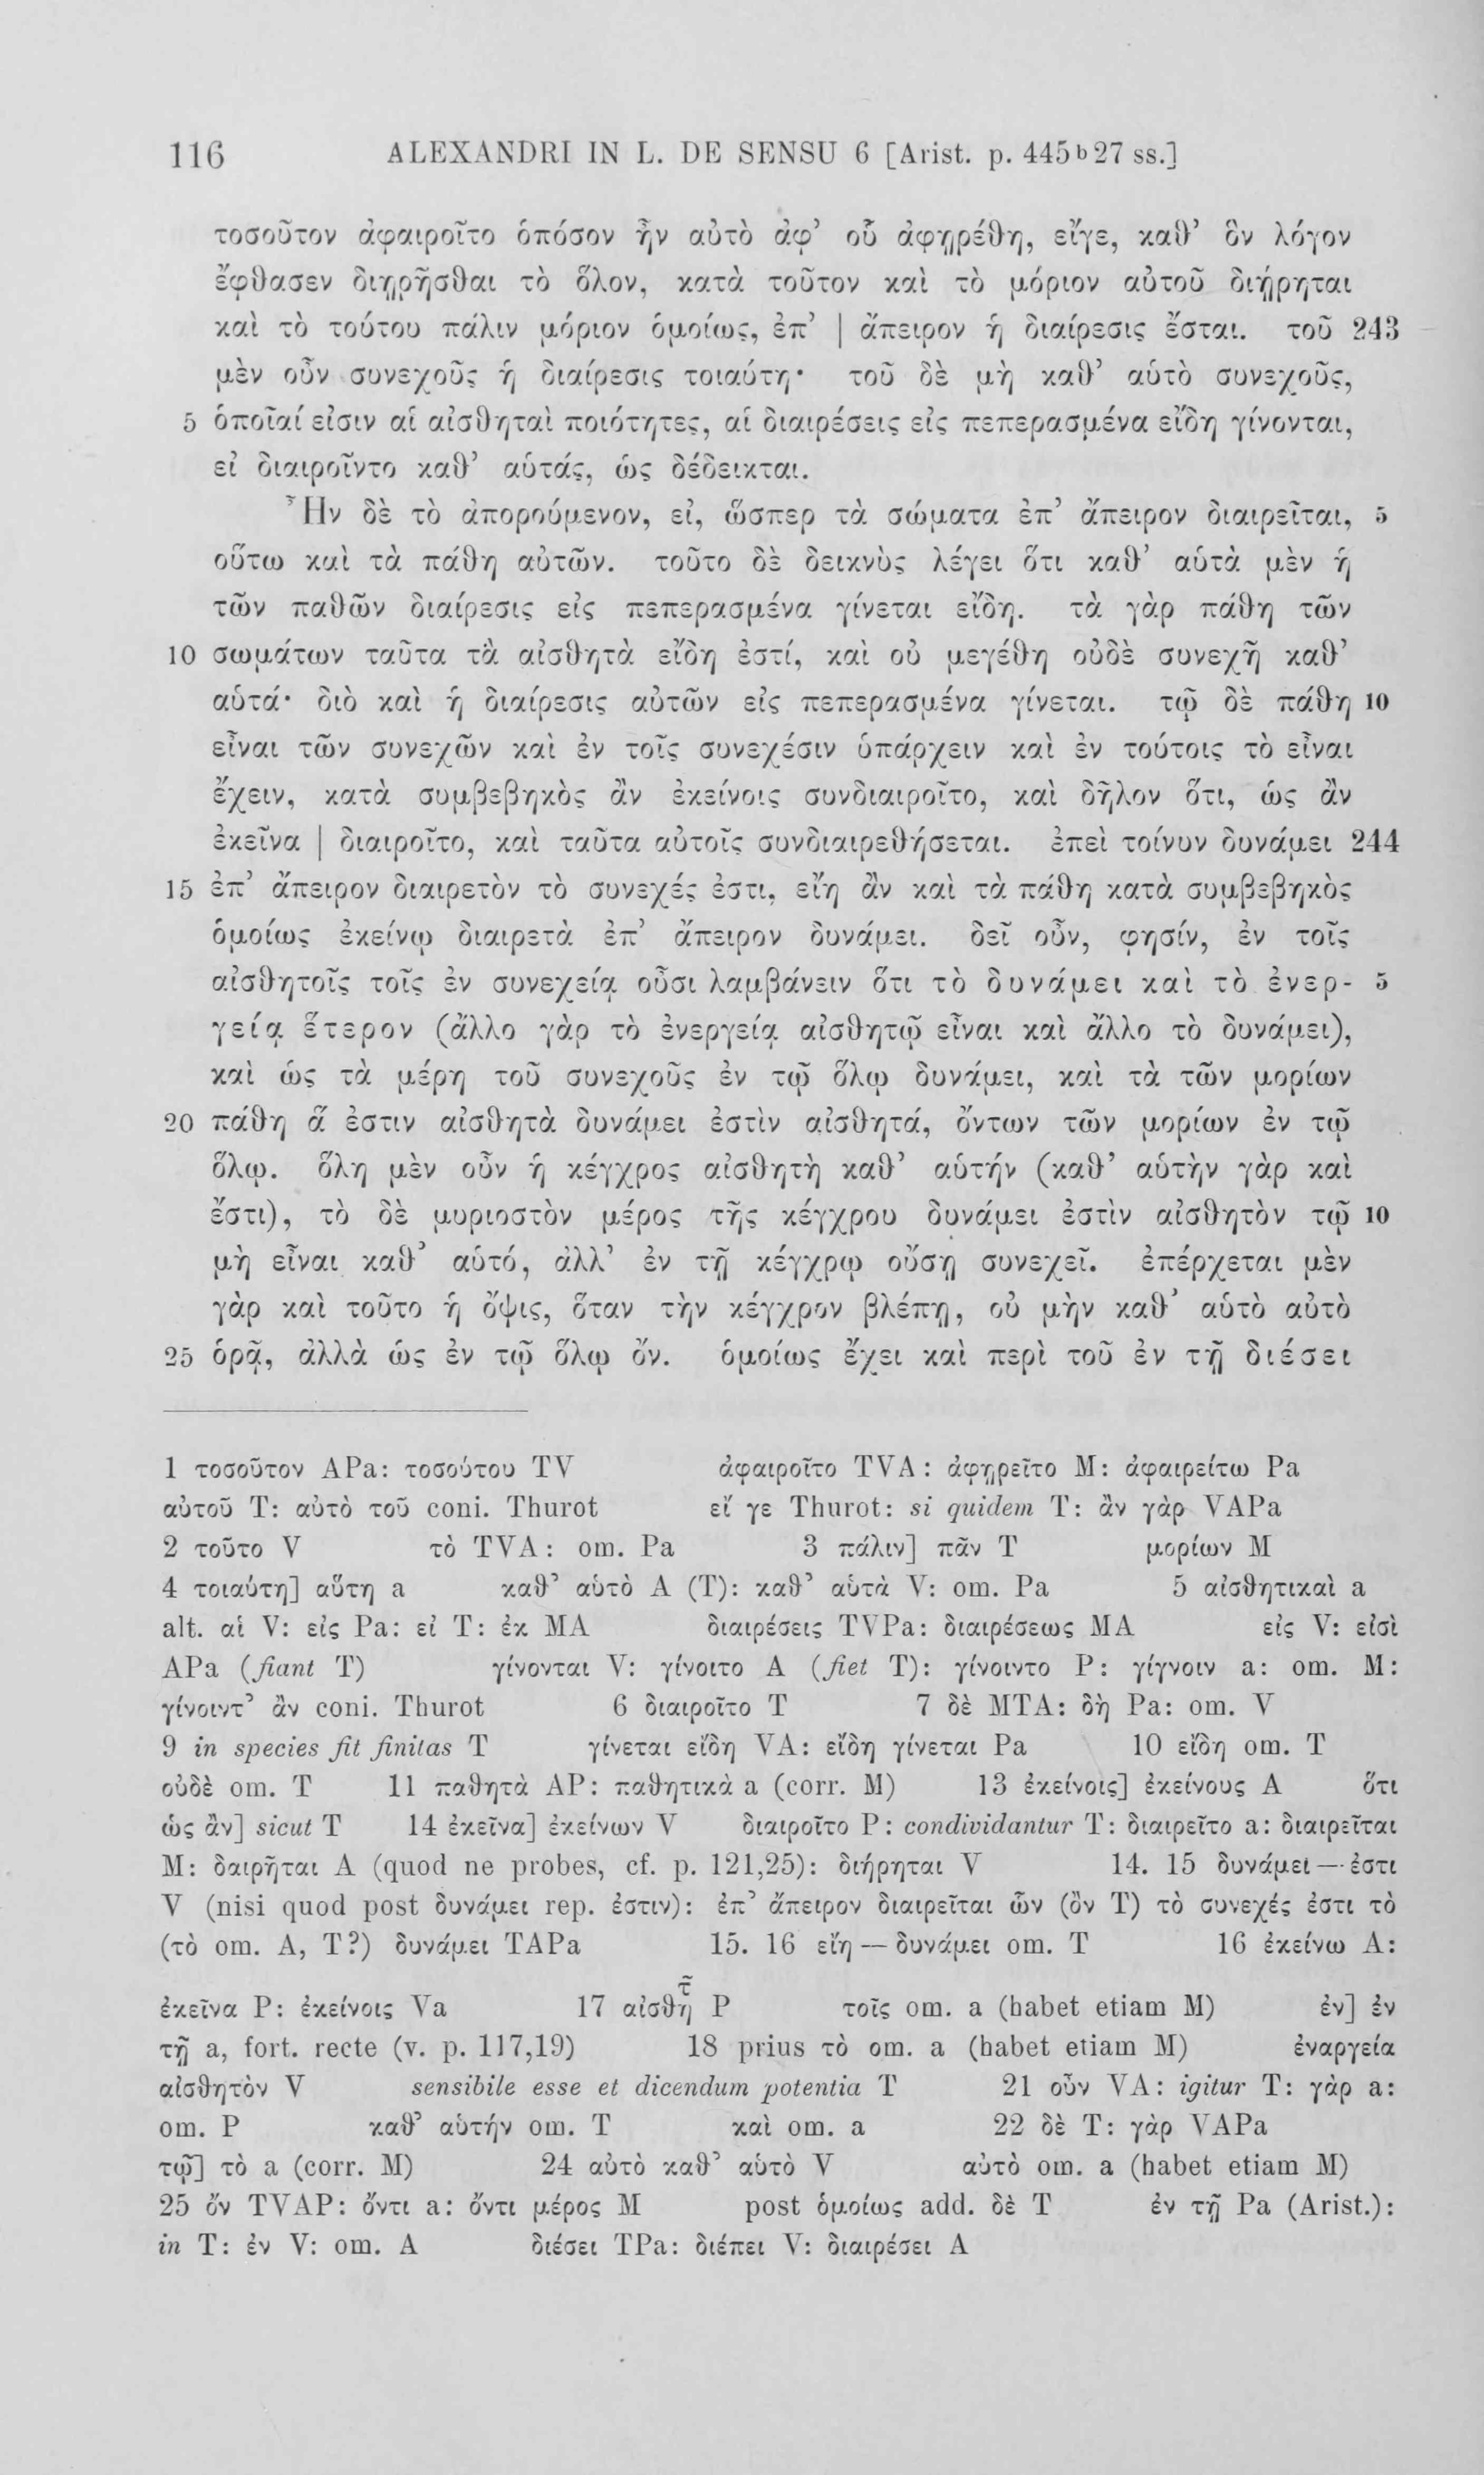 116 ALEXANDRI IN L. DE SENSU 6 [Arist. p. 445b27 ss.]
τοσοῦτον ἀφαιροῖτο ὁπόσον ἦν αὐτὸ ἀφ’ οὗ ἀφῃρέθη, εἴγε, καθ’ ὃν λόγον
ἔφθασεν διῃρῆσθαι τὸ ὅλον, κατὰ τοῦτον καὶ τὸ μόριον αὐτοῦ διῄρηται
καὶ τὸ τούτου πάλιν μόριον ὁμοίως, ἐπ’ | ἄπειρον ἡ διαίρεσις ἔσται. τοῦ 243
μὲν οὖν συνεχοῦς ἡ διαίρεσις τοιαύτη· τοῦ δὲ μὴ καθ’ αὑτὸ συνεχοῦς,
5 ὁποῖαί εἰσιν αἱ αἰσθηταὶ ποιότητες, αἱ διαιρέσεις εἰς πεπερασμένα εἴδη γίνονται,
εἰ διαιροῖντο καθ’ αὑτάς, ὡς δέδεικται.
Ἦν δὲ τὸ ἀπορούμενον, εἰ, ὥσπερ τὰ σώματα ἐπ’ ἄπειρον διαιρεῖται, 5
οὕτω καὶ τὰ πάθη αὐτῶν. τοῦτο δὲ δεικνὺς λέγει ὅτι καθ’ αὑτὰ μὲν ἡ
τῶν παθῶν διαίρεσις εἰς πεπερασμένα γίνεται εἴδη. τὰ γὰρ πάθη τῶν
10 σωμάτων ταῦτα τὰ αἰσθητὰ εἴδη ἐστί, καὶ οὐ μεγέθη οὐδὲ συνεχῆ καθ’
αὑτά· διὸ καὶ ἡ διαίρεσις αὐτῶν εἰς πεπερασμένα γίνεται. τῷ δὲ πάθη 10
εἶναι τῶν συνεχῶν καὶ ἐν τοῖς συνεχέσιν ὑπάρχειν καὶ ἐν τούτοις τὸ εἶναι
ἔχειν, κατὰ συμβεβηκὸς ἂν ἐκείνοις συνδιαιροῖτο, καὶ δῆλον ὅτι, ὡς ἂν
ἐκεῖνα | διαιροῖτο, καὶ ταῦτα αὐτοῖς συνδιαιρεθήσεται. ἐπεὶ τοίνυν δυνάμει 244
15 ἐπ’ ἄπειρον διαιρετὸν τὸ συνεχές ἐστι, εἴη ἂν καὶ τὰ πάθη κατὰ συμβεβηκὸς
ὁμοίως ἐκείνῳ διαιρετὰ ἐπ’ ἄπειρον δυνάμει. δεῖ οὖν, φησίν, ἐν τοῖς
αἰσθητοῖς τοῖς ἐν συνεχείᾳ οὖσι λαμβάνειν ὅτι τὸ δυνάμει καὶ τὸ ἐνερ- 5
γείᾳ ἕτερον (ἄλλο γὰρ τὸ ἐνεργείᾳ αἰσθητῷ εἶναι καὶ ἄλλο τὸ δυνάμει),
καὶ ὡς τὰ μέρη τοῦ συνεχοῦς ἐν τῷ ὅλῳ δυνάμει, καὶ τὰ τῶν μορίων
20 πάθη ἅ ἐστιν αἰσθητὰ δυνάμει ἐστὶν αἰσθητά, ὄντων τῶν μορίων ἐν τῷ
ὅλῳ. ὅλη μὲν οὖν ἡ κέγχρος αἰσθητὴ καθ’ αὑτήν (καθ’ αὑτὴν γὰρ καὶ
ἔστι), τὸ δὲ μυριοστὸν μέρος τῆς κέγχρου δυνάμει ἐστὶν αἰσθητὸν τῷ 10
μὴ εἶναι καθ’ αὑτό, ἀλλ’ ἐν τῇ κέγχρῳ οὔσῃ συνεχεῖ. ἐπέρχεται μὲν
γὰρ καὶ τοῦτο ἡ ὄψις, ὅταν τὴν κέγχρον βλέπῃ, οὐ μὴν καθ’ αὑτὸ αὐτὸ
25 ὁρᾷ, ἀλλὰ ὡς ἐν τῷ ὅλῳ ὄν. ὁμοίως ἔχει καὶ περὶ τοῦ ἐν τῇ διέσει
1 τοσοῦτον APa: τοσούτου TV ἀφαιροῖτο TVA: ἀφῃρεῖτο M: ἀφαιρείτω Pa
αὐτοῦ T: αὐτὸ τοῦ coni. Thurot εἴ γε Thurot: si quidem T: ἂν γὰρ VAPa
2 τοῦτο V τὸ TVA: om. Pa 3 πάλιν] πᾶν T μορίων M
4 τοιαύτη] αὕτη a καθ’ αὑτὸ A (T): καθ’ αὑτὰ V: om. Pa 5 αἰσθητικαὶ a
alt. αἱ V: εἰς Pa: εἰ T: ἐκ MA διαιρέσεις TVPa: διαιρέσεως MA εἰς V: εἰσὶ
APa (fiant T) γίνονται V: γίνοιτο A (fiet T): γίνοιντο P: γίγνοιν a: om. M:
γίνοιντ’ ἂν coni. Thurot 6 διαιροῖτο T 7 δὲ MTA: δὴ Pa: om. V
9 in species fit finitas T γίνεται εἴδη VA: εἴδη γίνεται Pa 10 εἴδη om. T
οὐδὲ om. T 11 παθητὰ AP: παθητικὰ a (corr. M) 13 ἐκείνοις] ἐκείνους A ὅτι
ὡς ἂν] sicut T 14 ἐκεῖνα] ἐκείνων V διαιροῖτο P: condividantur T: διαιρεῖτο a: διαιρεῖται
M: δαιρῆται A (quod ne probes, cf. p. 121,25): διῄρηται V 14. 15 δυνάμει — ἐστι
V (nisi quod post δυνάμει rep. ἐστιν): ἐπ’ ἄπειρον διαιρεῖται ὧν (ὃν T) τὸ συνεχές ἐστι τὸ
(τὸ om. A, T?) δυνάμει TAPa 15. 16 εἴη — δυνάμει om. T 16 ἐκείνω A:
ἐκεῖνα P: ἐκείνοις Va 17 αἰσθῆτ P τοῖς om. a (habet etiam M) ἐν] ἐν
τῇ a, fort. recte (v. p. 117,19) 18 prius τὸ om. a (habet etiam M) ἐναργεία
αἰσθητὸν V sensibile esse et dicendum potentia T 21 οὖν VA: igitur T: γὰρ a:
om. P καθ’ αὑτήν om. T καὶ om. a 22 δὲ T: γὰρ VAPa
τῷ] τὸ a (corr. M) 24 αὐτὸ καθ’ αὑτὸ V αὐτὸ om. a (habet etiam M)
25 ὄν TVAP: ὄντι a: ὄντι μέρος M post ὁμοίως add. δὲ T ἐν τῇ Pa (Arist.):
in T: ἐν V: om. A διέσει TPa: διέπει V: διαιρέσει A